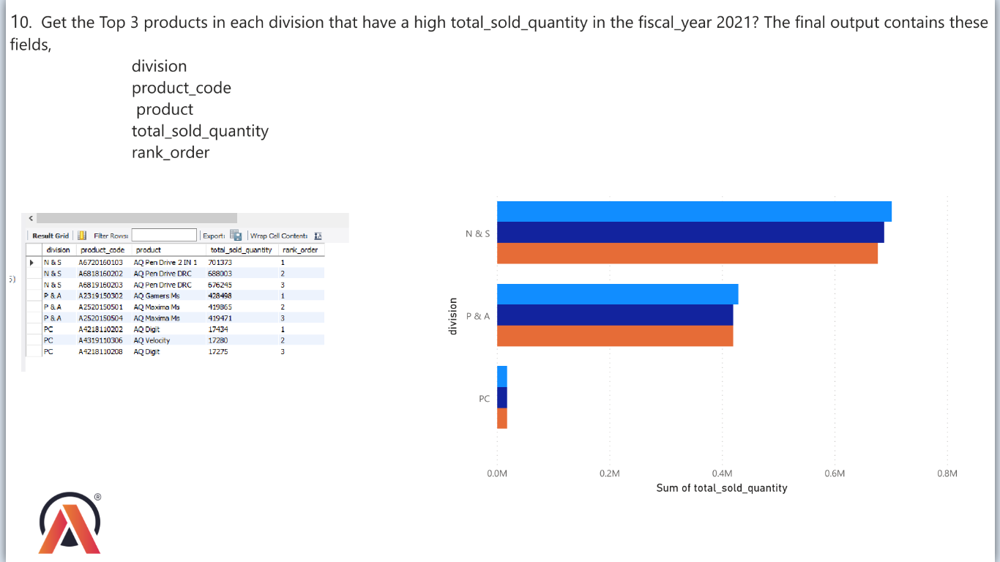 10. Get the Top 3 products in each division that have a high total_sold_quantity in the fiscal_year 2021? The final output contains these
fields,
division
product_code
product
total_sold_quantity
rank_order
Result Grid Filter Rows: Export: Wrap Cell Content: IA
division product_code product total_sold_quantity rank_order
N & S A6720160103 AQ Pen Drive 2 IN 1 701373 1
N & S A6818160202 AQ Pen Drive DRC 688003 2
N & S A6819160203 AQ Pen Drive DRC 676245 3
P & A A2319150302 AQ Gamers Ms 428498 1
P & A A2520150501 AQ Maxima Ms 419865 2
P & A A2520150504 AQ Maxima Ms 419471 3
PC A4218110202 AQ Digit 17434 1
PC A4319110306 AQ Velocity 17280 2
PC A4218110208 AQ Digit 17275 3
5)
division
N & S
P & A
PC
0.0M 0.2M 0.4M 0.6M 0.8M
Sum of total_sold_quantity
®